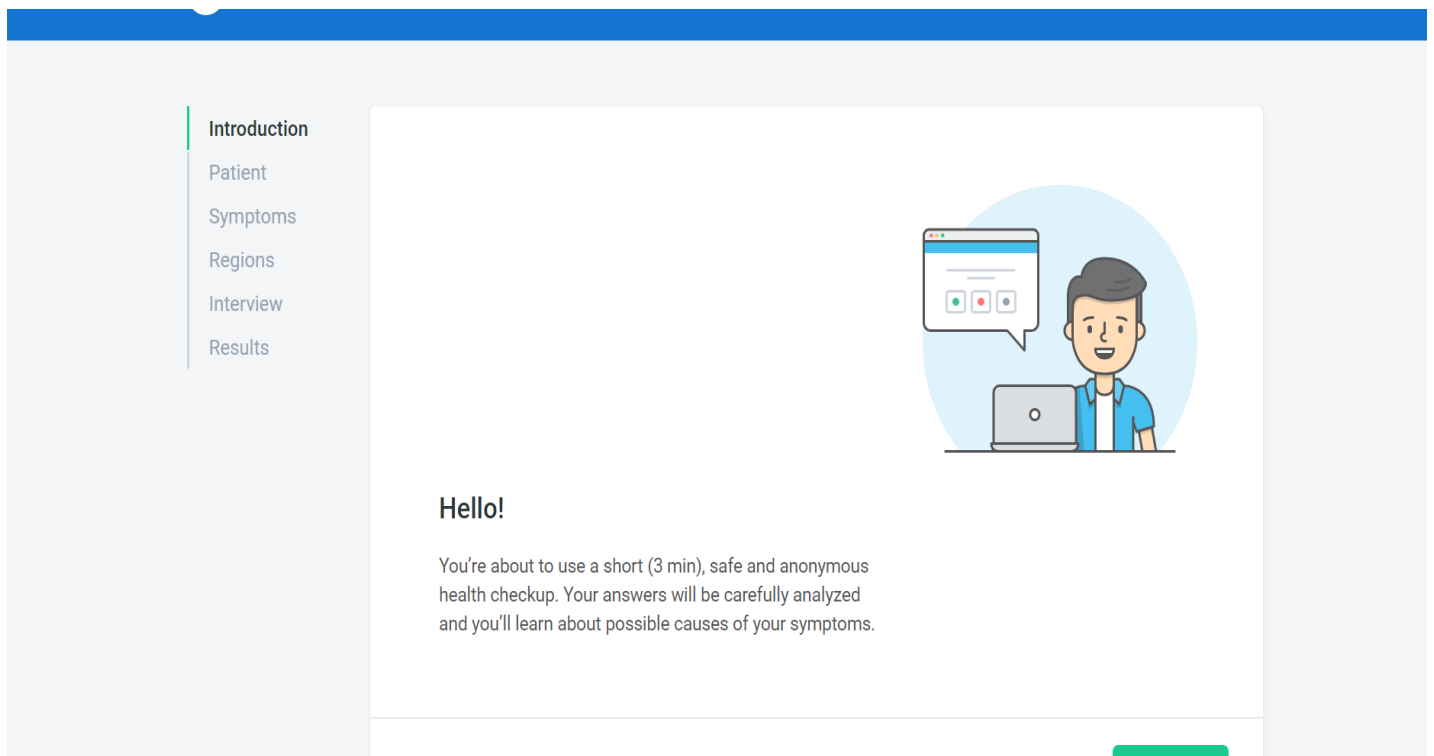 Introduction
Patient
Symptoms
Regions
Interview
Results
Hello!
You're about to use a short (3 min), safe and anonymous
health checkup. Your answers will be carefully analyzed
and you'll learn about possible causes of your symptoms.